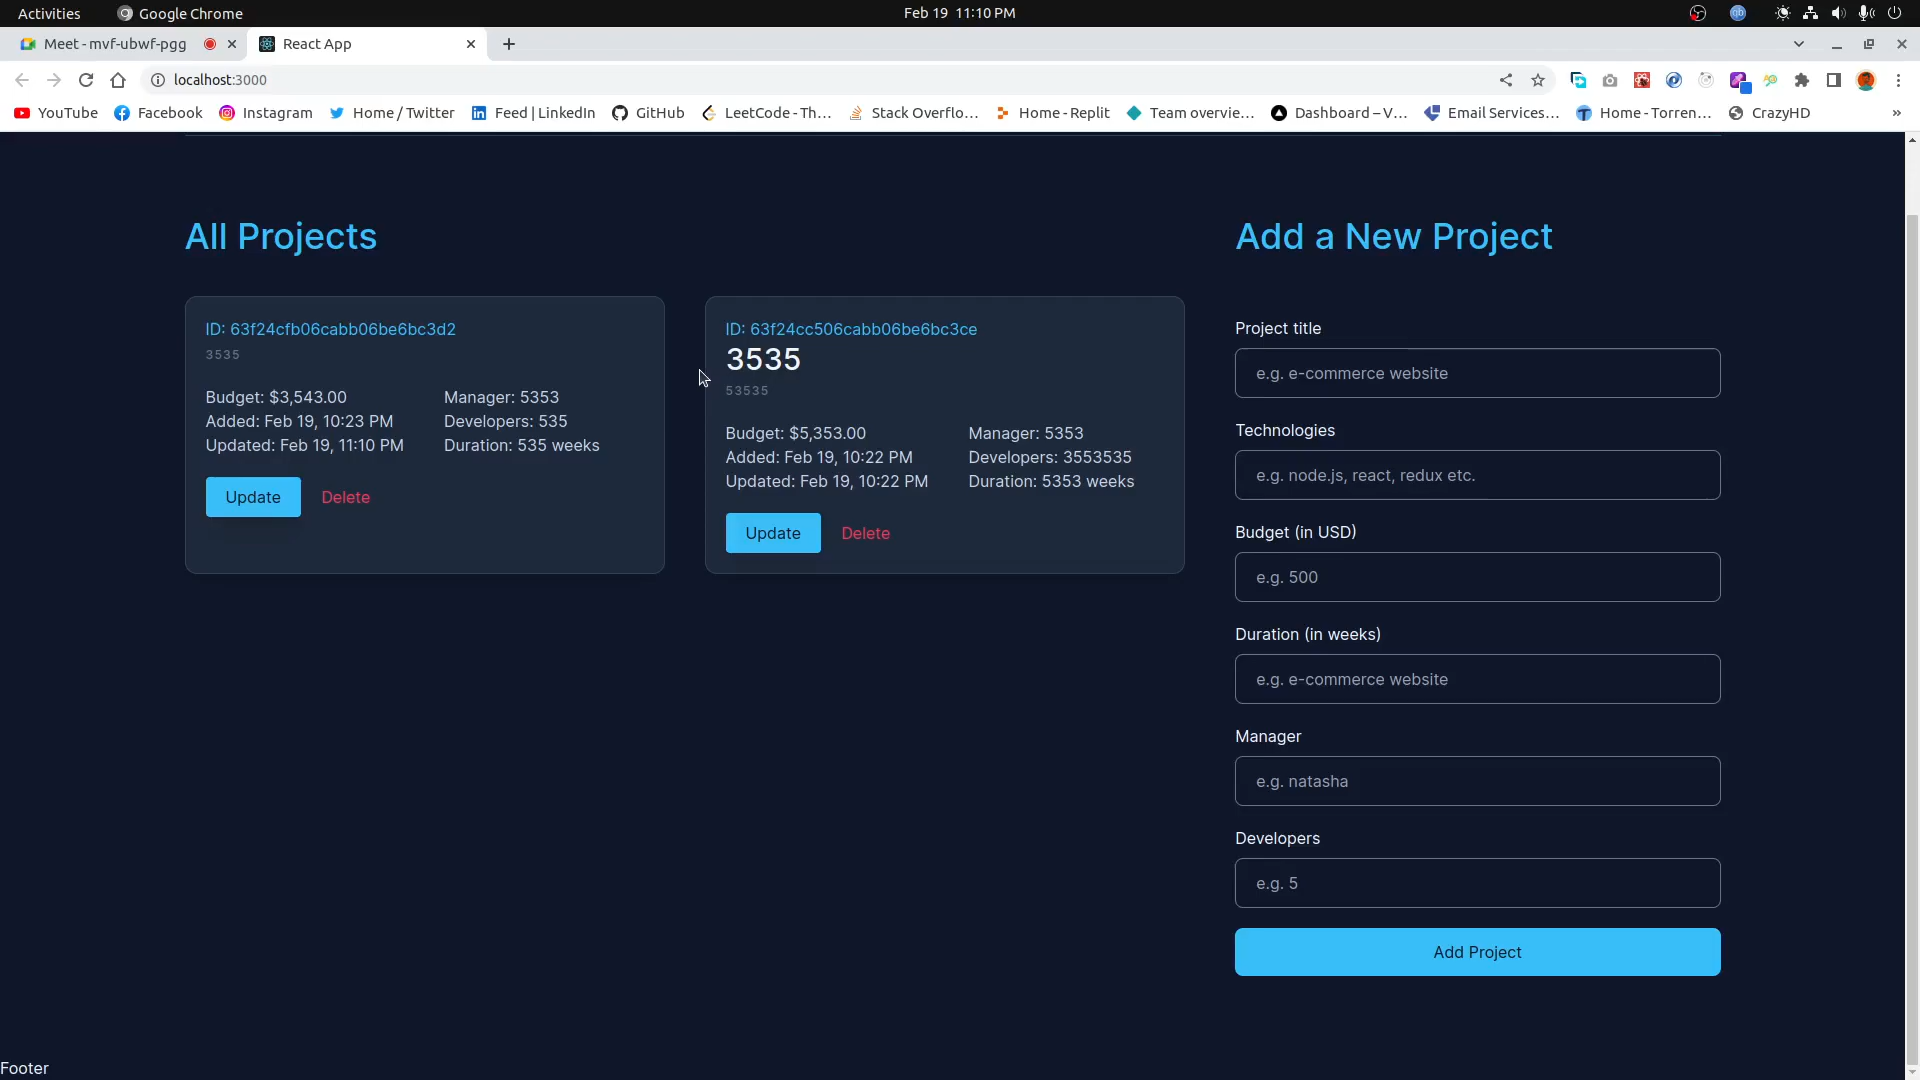 Activities
Google Chrome
Feb 19 11:10 PM
Meet - mvf-ubwf-pgg
React App
localhost:3000
YouTube
Facebook
Instagram
Home / Twitter
Feed | LinkedIn
GitHub
LeetCode - Th...
Stack Overflo...
Home - Replit
Team overvie...
Dashboard – V...
Email Services...
Home - Torren...
CrazyHD
»
All Projects
ID: 63f24cfb06cabb06be6bc3d2
3535
Budget: $3,543.00
Added: Feb 19, 10:23 PM
Updated: Feb 19, 11:10 PM
Manager: 5353
Developers: 535
Duration: 535 weeks
Update
Delete
ID: 63f24cc506cabb06be6bc3ce
3535
53535
Budget: $5,353.00
Added: Feb 19, 10:22 PM
Updated: Feb 19, 10:22 PM
Manager: 5353
Developers: 3553535
Duration: 5353 weeks
Update
Delete
Add a New Project
Project title
e.g. e-commerce website
Technologies
e.g. node.js, react, redux etc.
Budget (in USD)
e.g. 500
Duration (in weeks)
e.g. e-commerce website
Manager
e.g. natasha
Developers
e.g. 5
Add Project
Footer